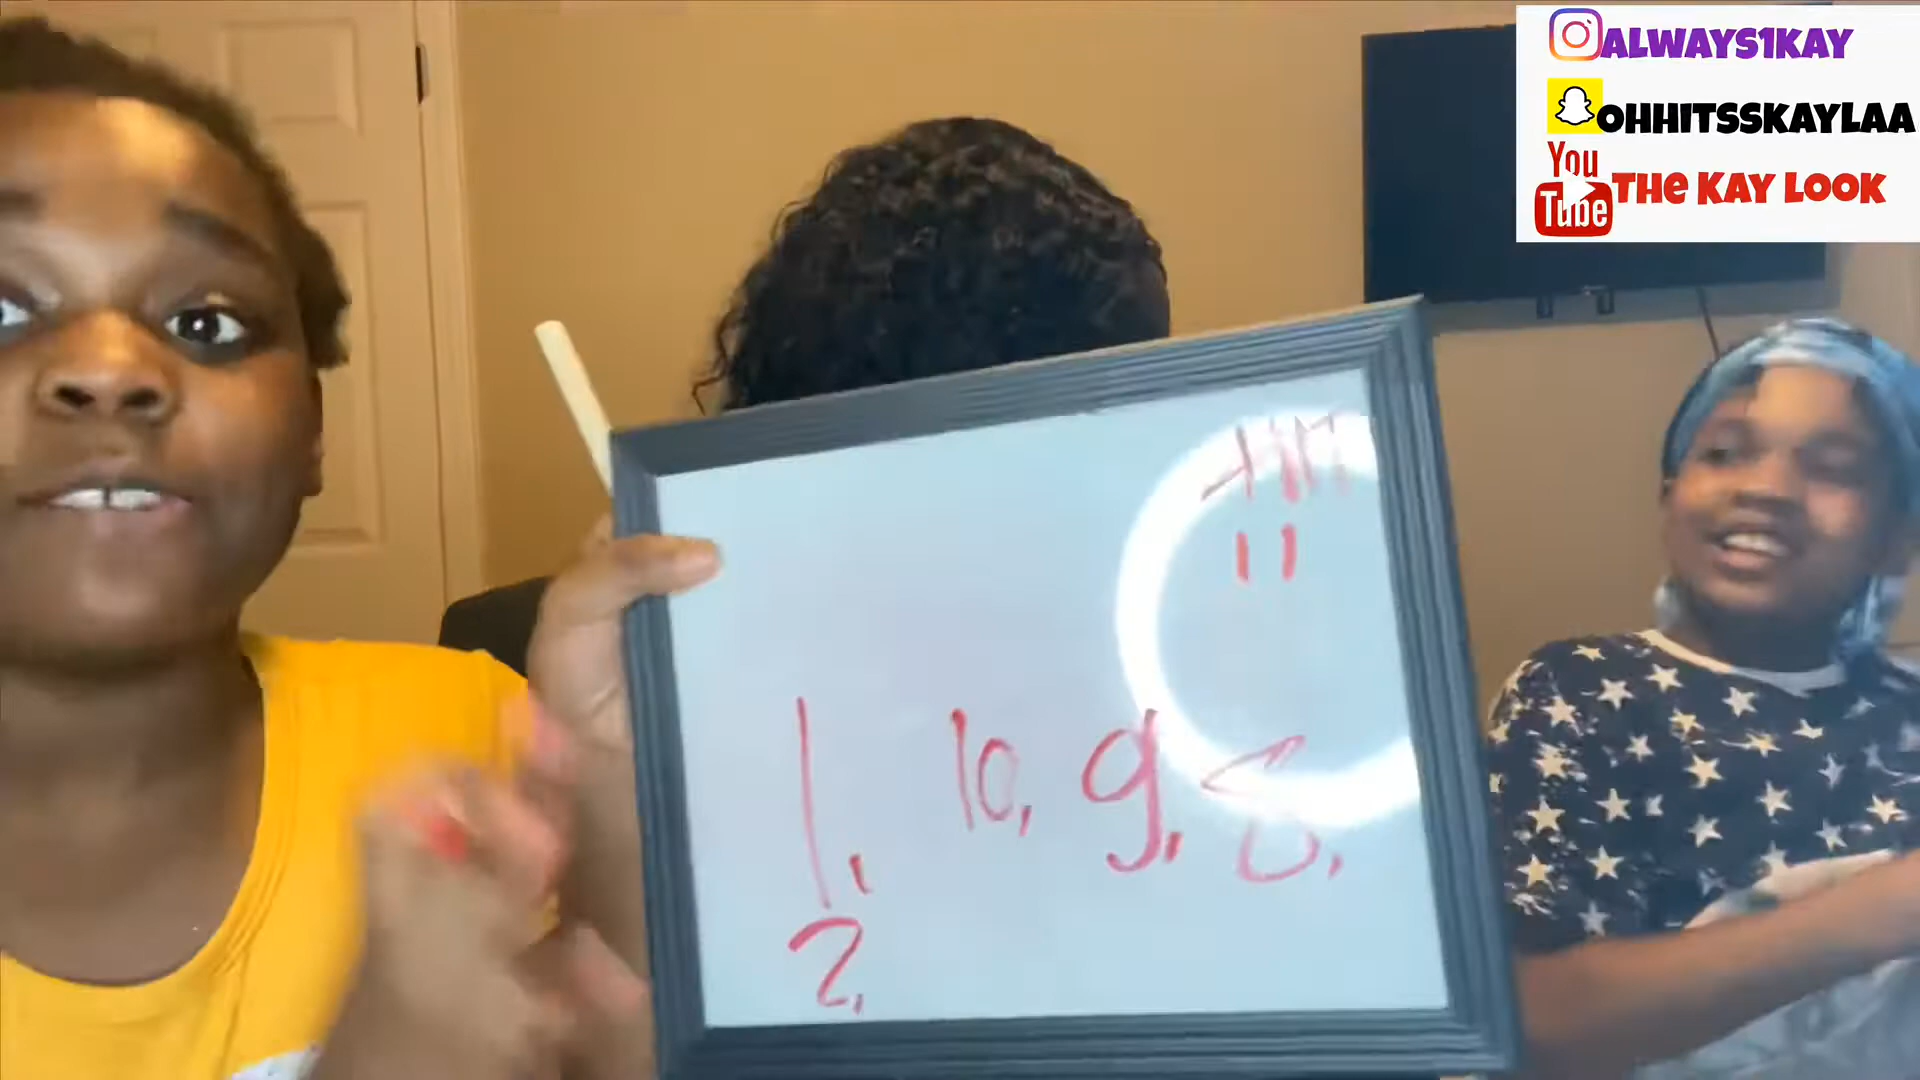 ALWAYS1KAY
OHHITSSKAYLAA
You
Tube THE KAY LOOK
1, 10, 9, 8,
2,